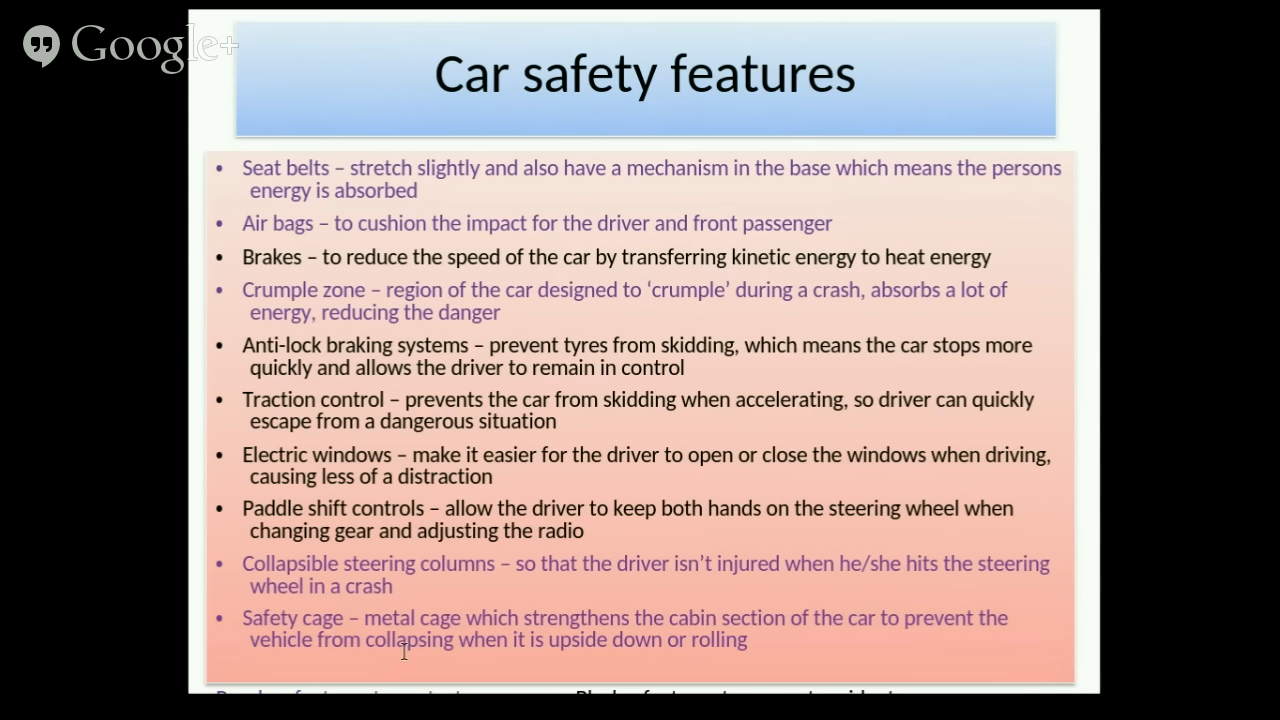 Google+
Car safety features
• Seat belts – stretch slightly and also have a mechanism in the base which means the persons
energy is absorbed
• Air bags – to cushion the impact for the driver and front passenger
• Brakes – to reduce the speed of the car by transferring kinetic energy to heat energy
• Crumple zone – region of the car designed to ‘crumple’ during a crash, absorbs a lot of
energy, reducing the danger
• Anti-lock braking systems – prevent tyres from skidding, which means the car stops more
quickly and allows the driver to remain in control
• Traction control – prevents the car from skidding when accelerating, so driver can quickly
escape from a dangerous situation
• Electric windows – make it easier for the driver to open or close the windows when driving,
causing less of a distraction
• Paddle shift controls – allow the driver to keep both hands on the steering wheel when
changing gear and adjusting the radio
• Collapsible steering columns – so that the driver isn’t injured when he/she hits the steering
wheel in a crash
• Safety cage – metal cage which strengthens the cabin section of the car to prevent the
vehicle from collapsing when it is upside down or rolling